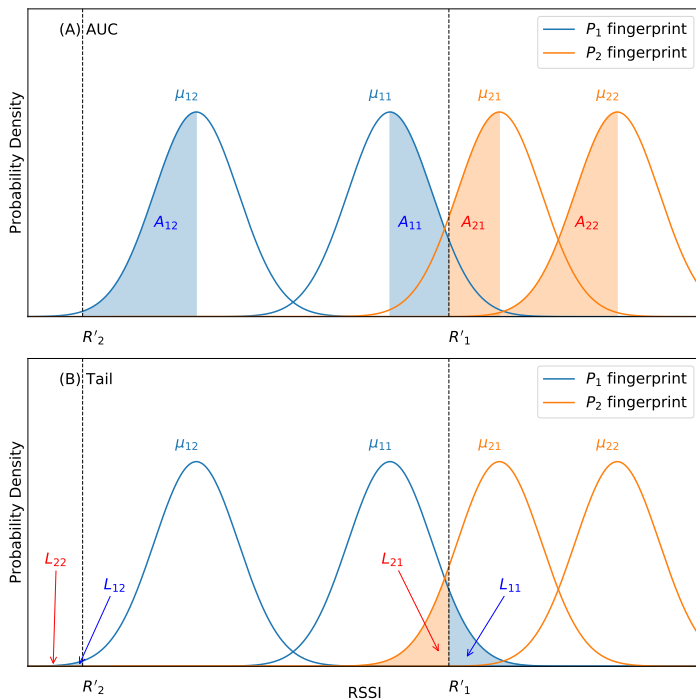 (A) AUC
P₁ fingerprint
P₂ fingerprint
μ₁₂ μ₁₁ μ₂₁ μ₂₂
Probability Density
A₁₂ A₁₁ A₂₁ A₂₂
R'₂ R'₁
(B) Tail
P₁ fingerprint
P₂ fingerprint
μ₁₂ μ₁₁ μ₂₁ μ₂₂
Probability Density
L₂₂ L₂₁
L₁₂ L₁₁
R'₂ R'₁
RSSI